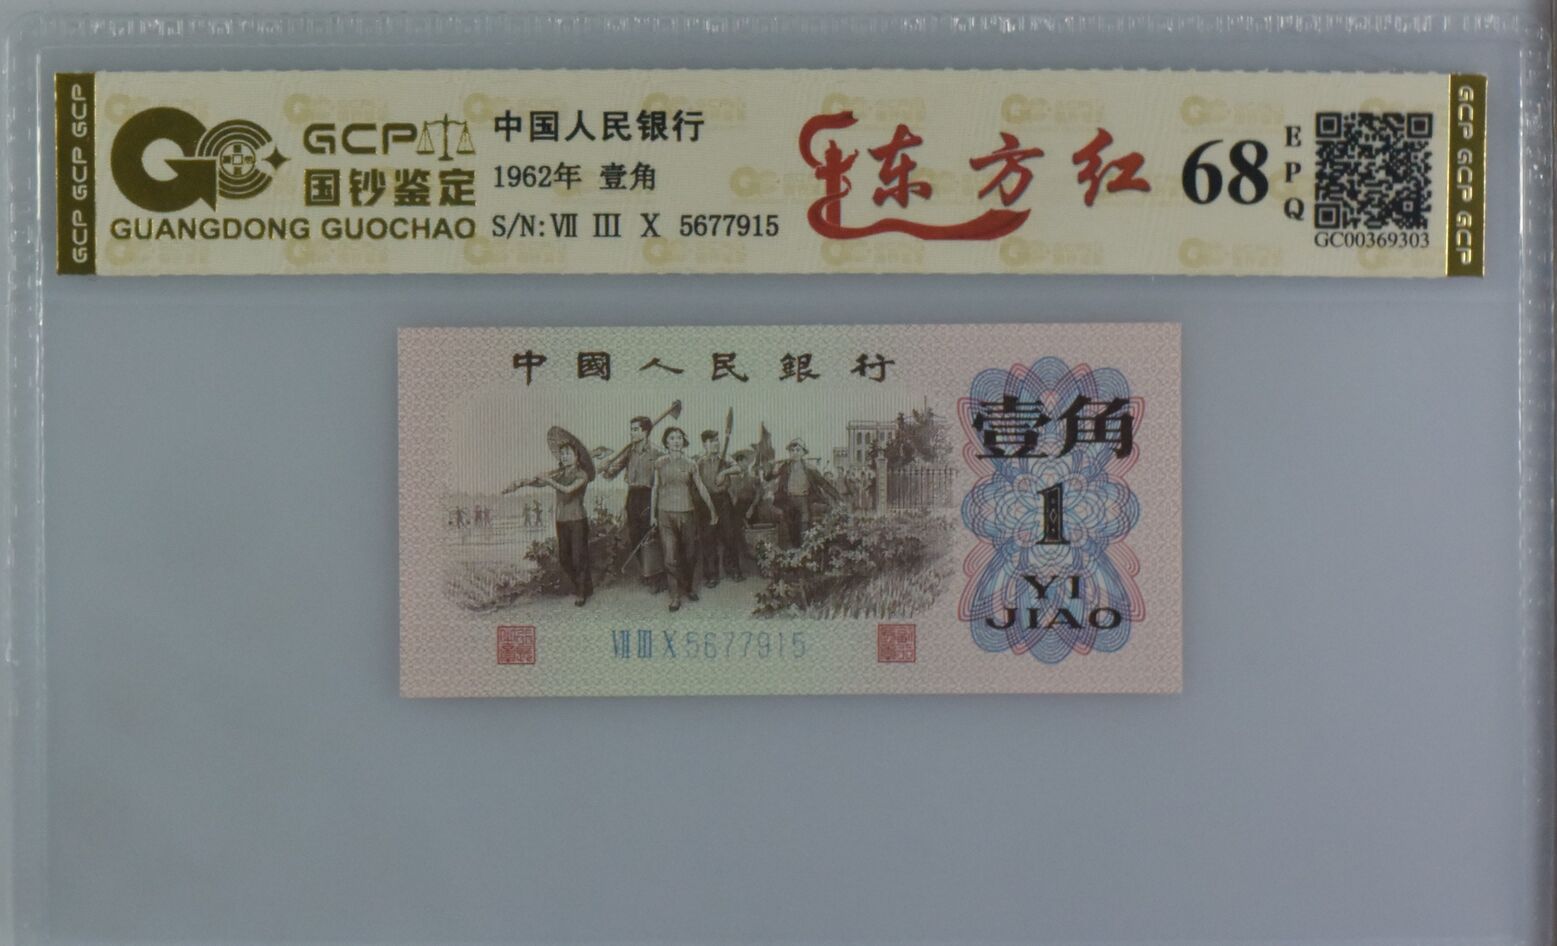 GCP GCP GCP
GCP
国钞鉴定
GUANGDONG GUOCHAO
中国人民银行
1962年 壹角
S/N: Ⅶ Ⅲ Ⅹ 5677915
东方红
68
EPQ
GC00369303
GCP GCP GCP
中國人民銀行
壹角
1
YI
JIAO
Ⅶ Ⅲ Ⅹ 5677915